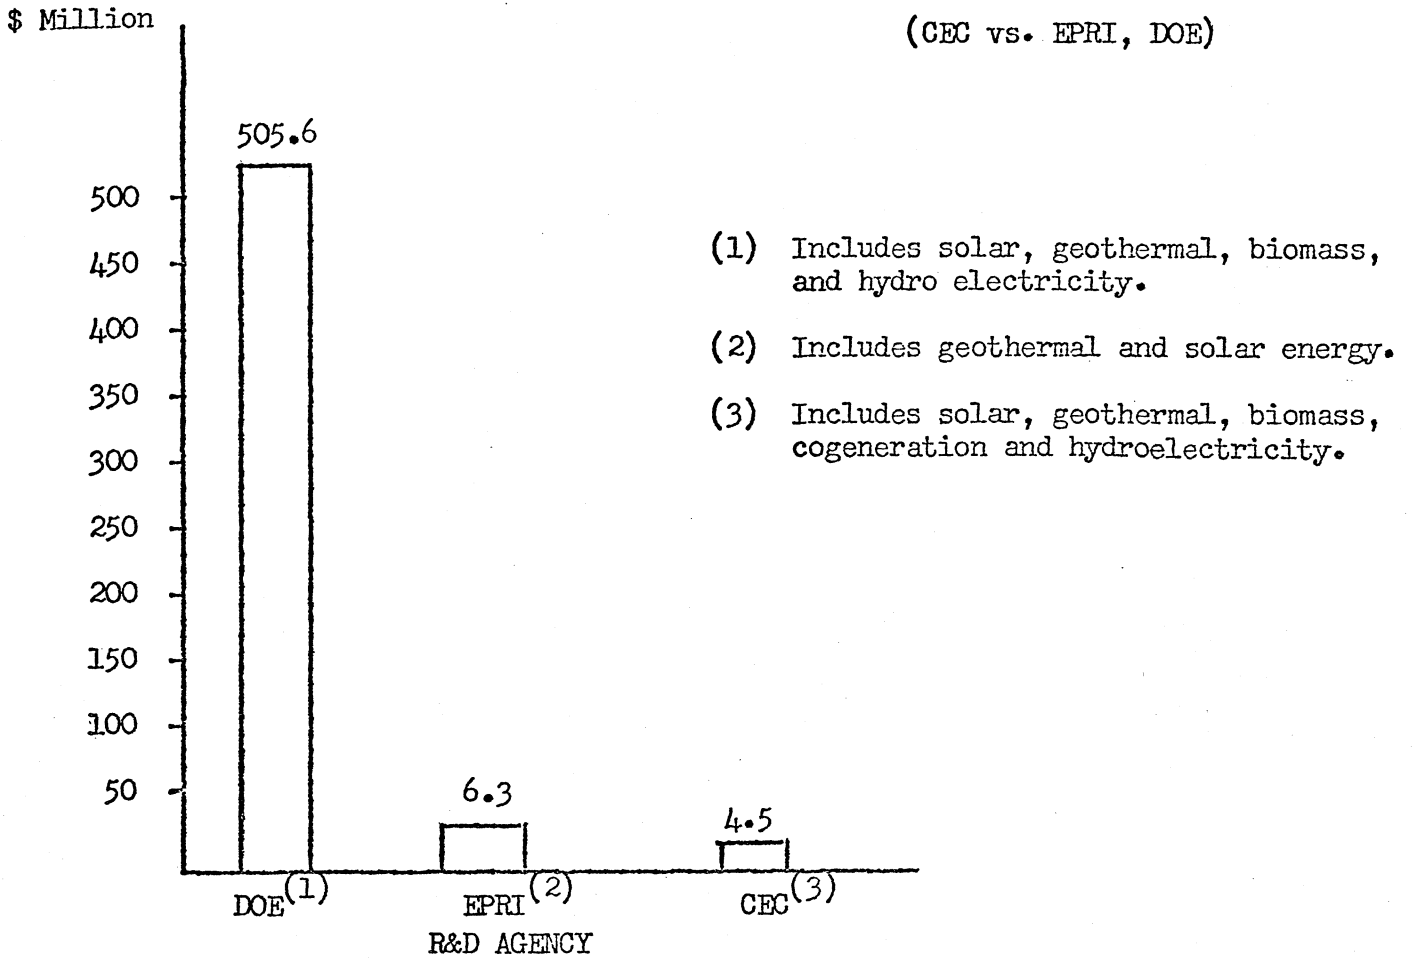 $ Million
(CEC vs. EPRI, DOE)
505.6
500
450
400
350
300
250
200
150
100
50
6.3
4.5
(1) Includes solar, geothermal, biomass,
and hydro electricity.
(2) Includes geothermal and solar energy.
(3) Includes solar, geothermal, biomass,
cogeneration and hydroelectricity.
DOE(1) EPRI(2) CEC(3)
R&D AGENCY